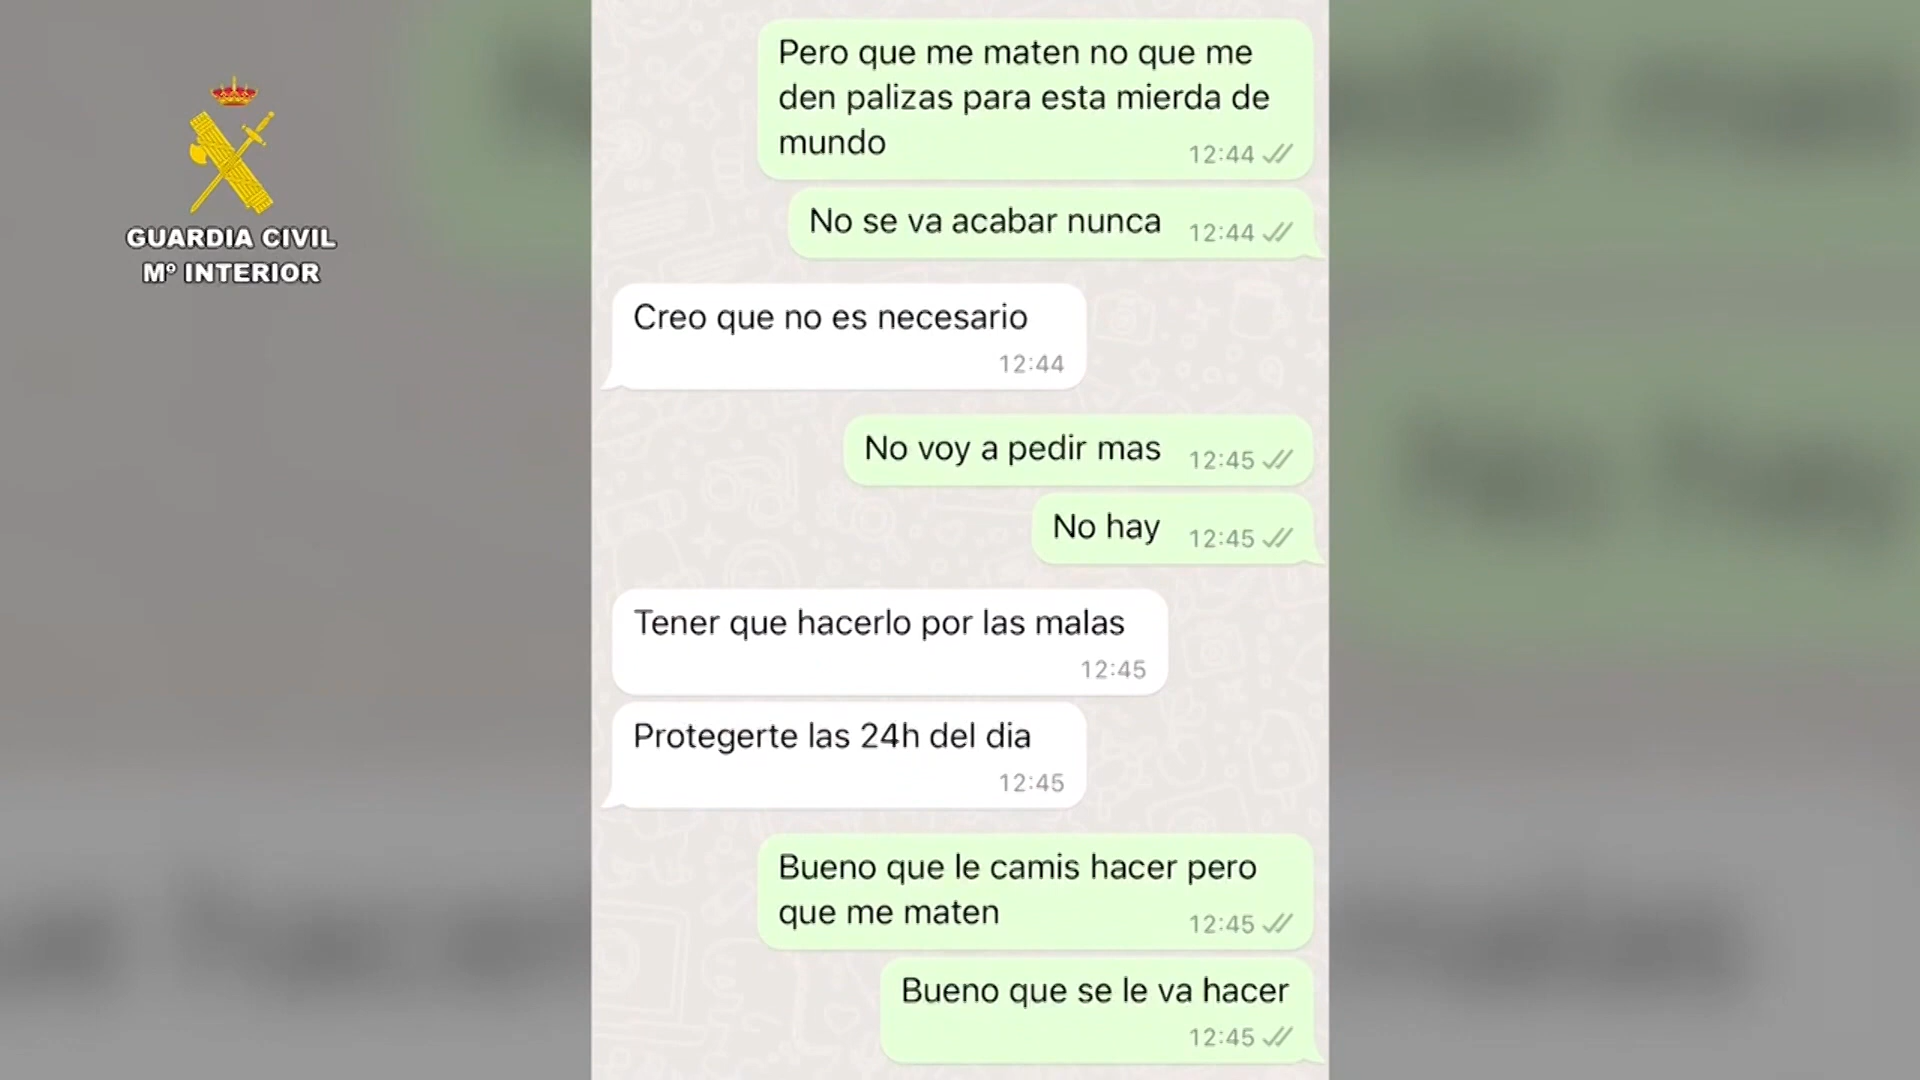 GUARDIA CIVIL
Mº INTERIOR
Pero que me maten no que me
den palizas para esta mierda de
mundo
12:44
No se va acabar nunca
12:44
Creo que no es necesario
12:44
No voy a pedir mas
12:45
No hay
12:45
Tener que hacerlo por las malas
12:45
Protegerte las 24h del dia
12:45
Bueno que le camis hacer pero
que me maten
12:45
Bueno que se le va hacer
12:45